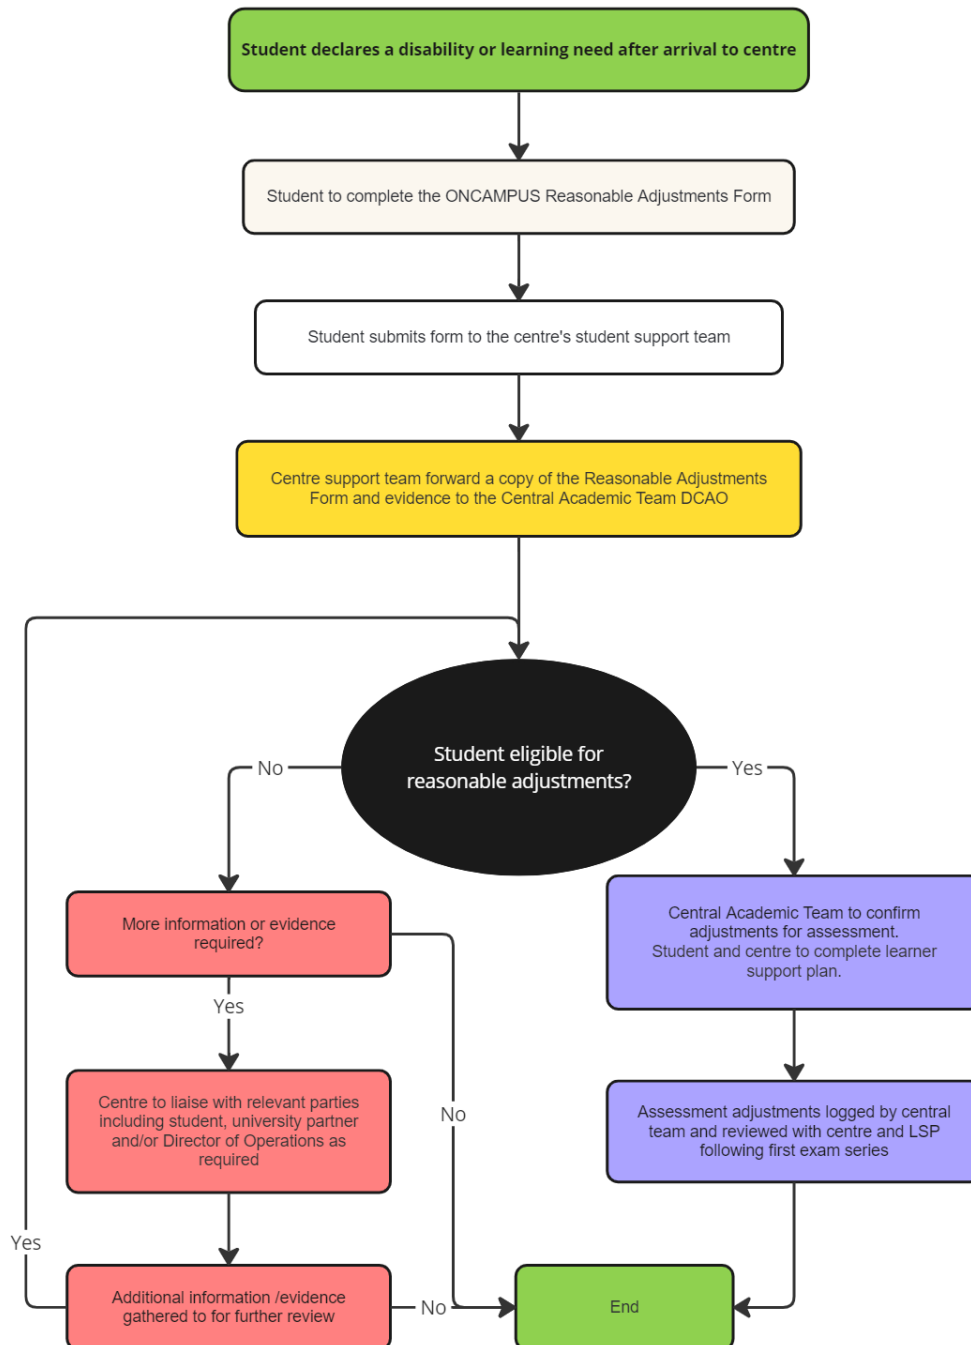 Student declares a disability or learning need after arrival to centre
Student to complete the ONCAMPUS Reasonable Adjustments Form
Student submits form to the centre's student support team
Centre support team forward a copy of the Reasonable Adjustments
Form and evidence to the Central Academic Team DCAO
Student eligible for
reasonable adjustments?
No
Yes
More information or evidence
required?
Central Academic Team to confirm
adjustments for assessment.
Student and centre to complete learner
support plan.
Yes
Centre to liaise with relevant parties
including student, university partner
and/or Director of Operations as
required
No
Assessment adjustments logged by central
team and reviewed with centre and LSP
following first exam series
Yes
Additional information /evidence
gathered to for further review
No
End